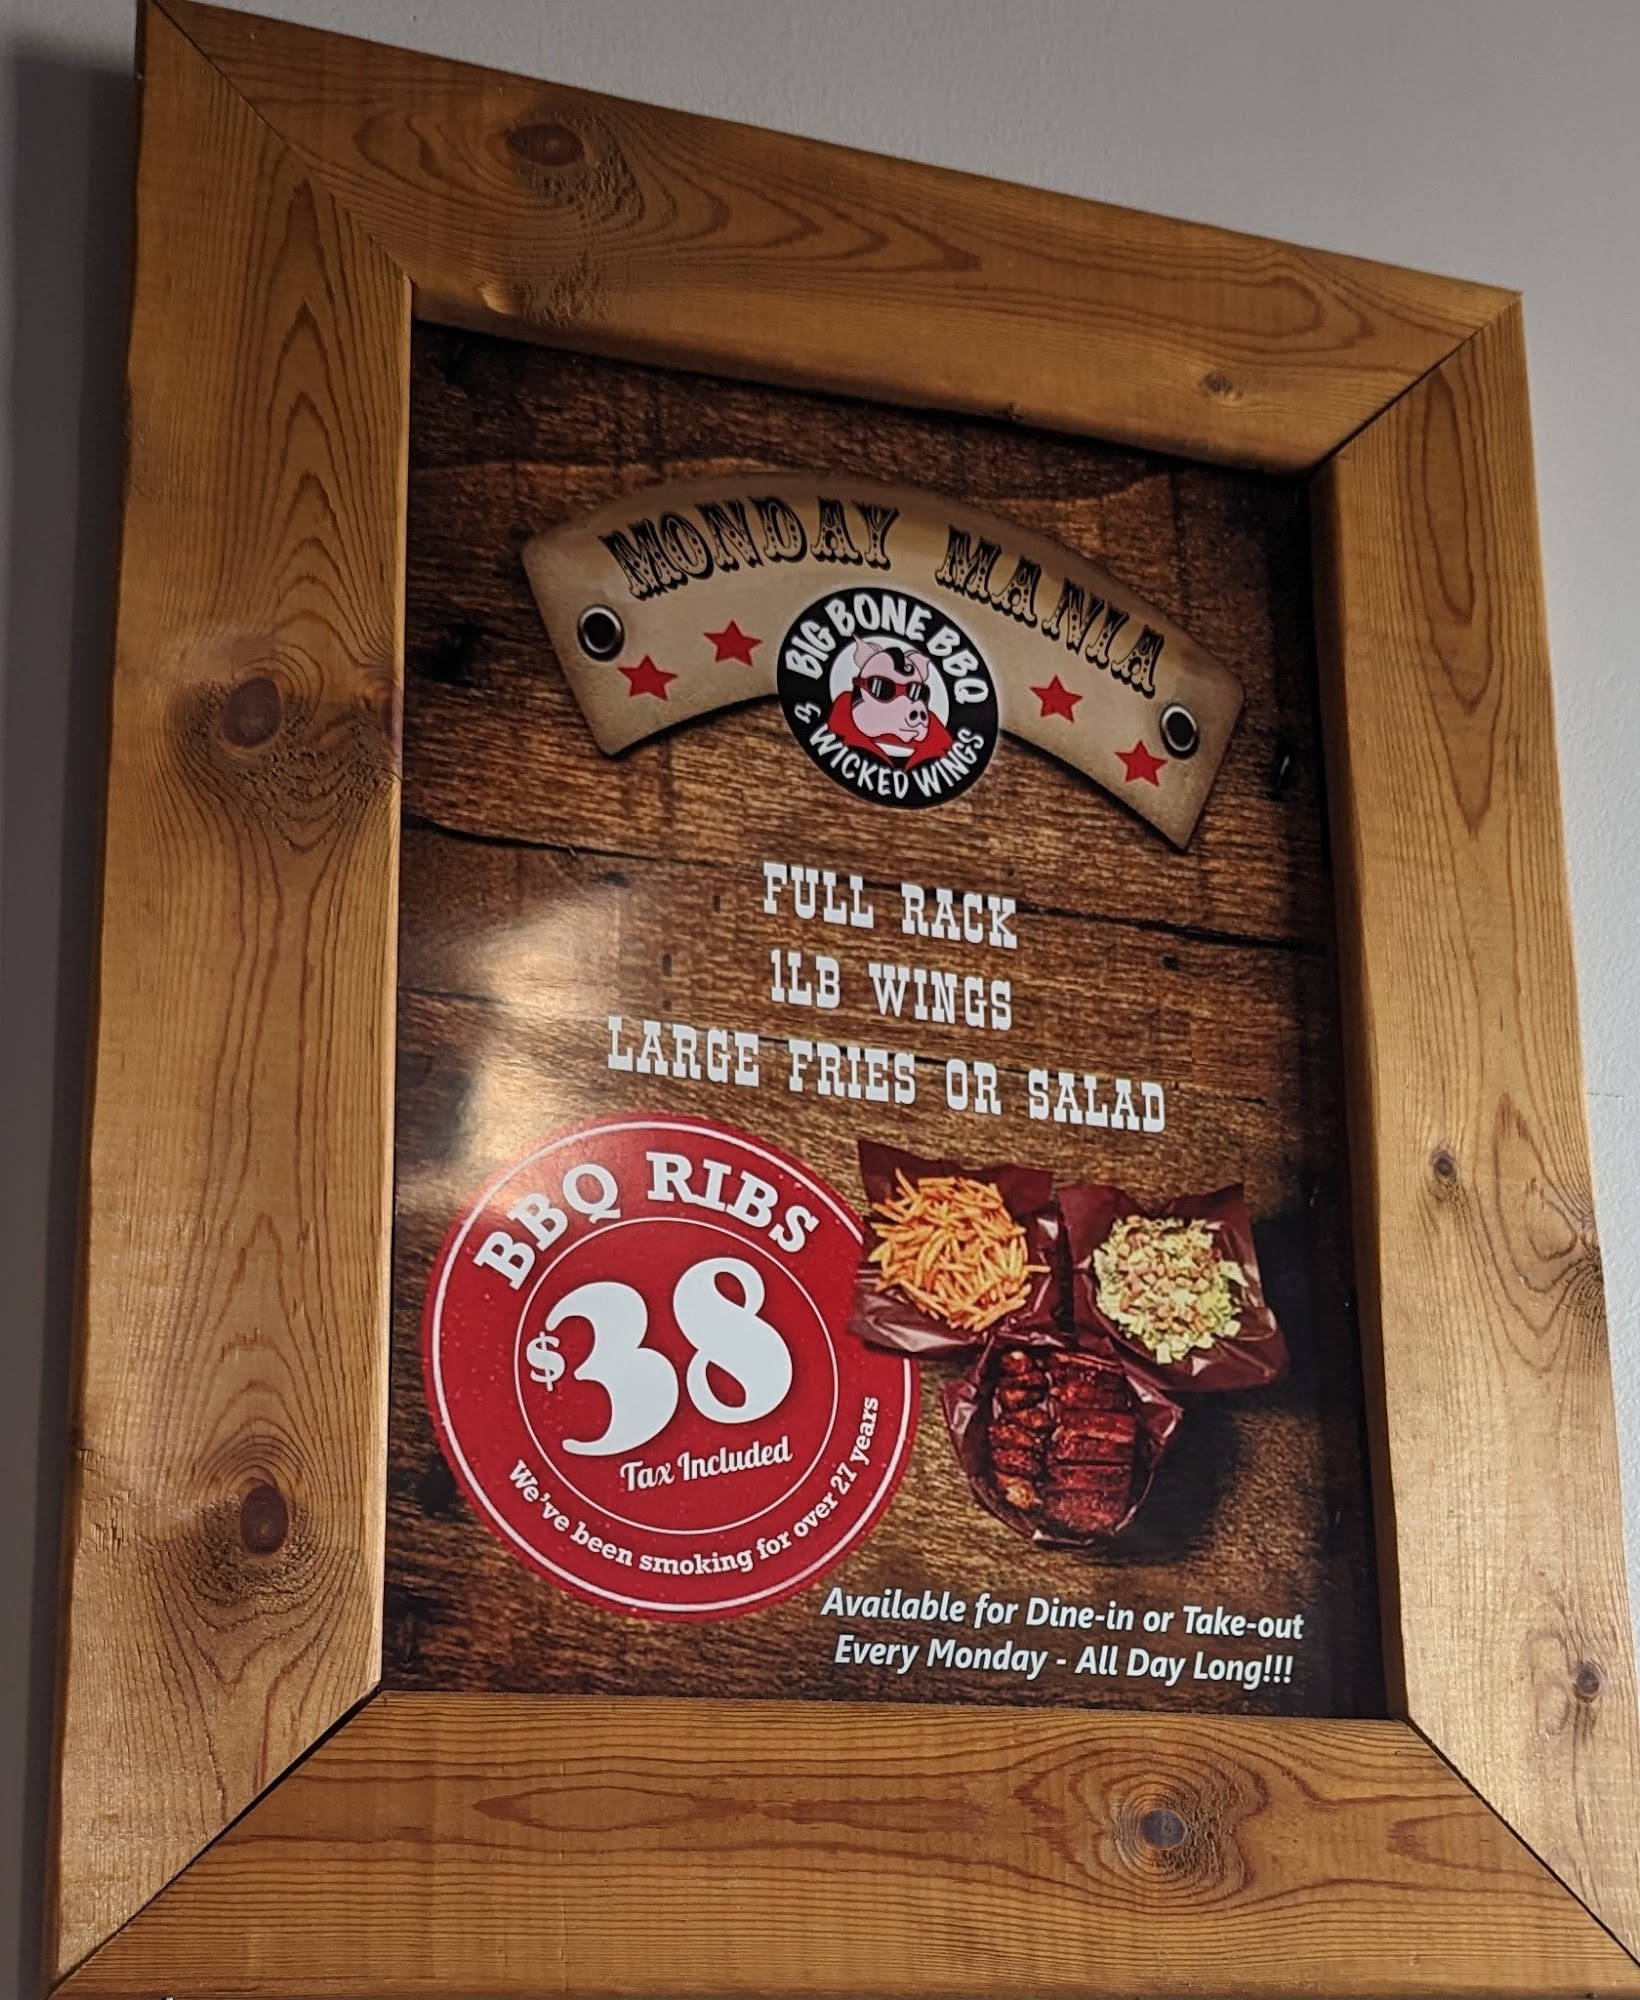 MONDAY MANIA
BIG BONE BBQ
& WICKED WINGS
FULL RACK
1LB WINGS
LARGE FRIES OR SALAD
BBQ RIBS
$38
Tax Included
We've been smoking for over 27 years
Available for Dine-in or Take-out
Every Monday - All Day Long!!!